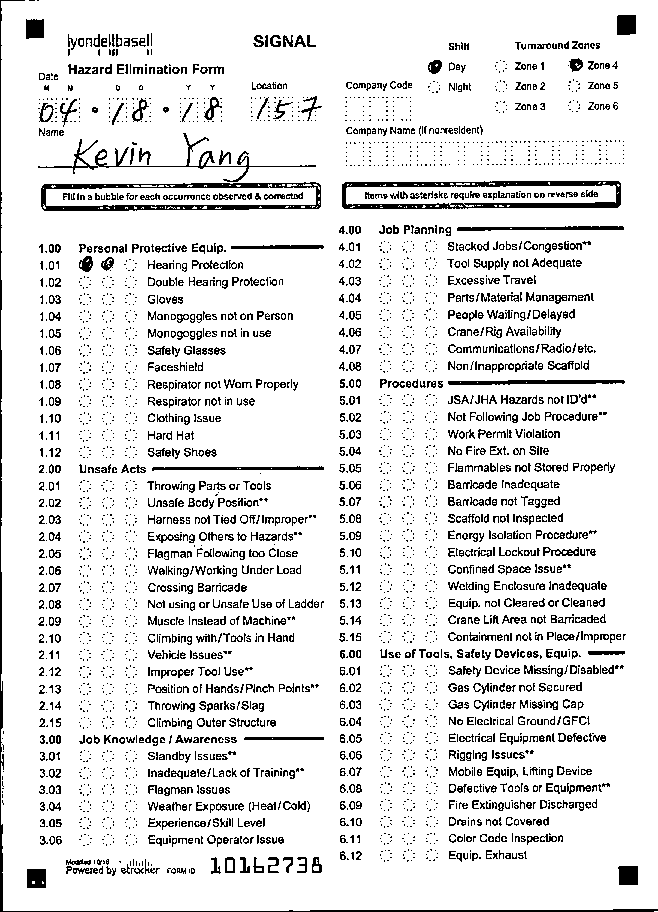 lyondellbasell
SIGNAL
Hazard Elimination Form
Date
M M D D Y Y
Location
04 · 18 · 18 157
Name
Kevin Yang
Shift
Turnaround Zones
Day
Zone 1
Zone 4
Company Code
Night
Zone 2
Zone 5
Zone 3
Zone 6
Company Name (if nonresident)
Fill in a bubble for each occurrence observed & corrected
Items with asterisks require explanation on reverse side
1.00 Personal Protective Equip.
1.01 Hearing Protection
1.02 Double Hearing Protection
1.03 Gloves
1.04 Monogoggles not on Person
1.05 Monogoggles not in use
1.06 Safety Glasses
1.07 Faceshield
1.08 Respirator not Worn Properly
1.09 Respirator not in use
1.10 Clothing Issue
1.11 Hard Hat
1.12 Safety Shoes
2.00 Unsafe Acts
2.01 Throwing Parts or Tools
2.02 Unsafe Body Position**
2.03 Harness not Tied Off/Improper**
2.04 Exposing Others to Hazards**
2.05 Flagman Following too Close
2.06 Walking/Working Under Load
2.07 Crossing Barricade
2.08 Not using or Unsafe Use of Ladder
2.09 Muscle Instead of Machine**
2.10 Climbing with/Tools in Hand
2.11 Vehicle Issues**
2.12 Improper Tool Use**
2.13 Position of Hands/Pinch Points**
2.14 Throwing Sparks/Slag
2.15 Climbing Outer Structure
3.00 Job Knowledge / Awareness
3.01 Standby Issues**
3.02 Inadequate/Lack of Training**
3.03 Flagman Issues
3.04 Weather Exposure (Heat/Cold)
3.05 Experience/Skill Level
3.06 Equipment Operator Issue
4.00 Job Planning
4.01 Stacked Jobs/Congestion**
4.02 Tool Supply not Adequate
4.03 Excessive Travel
4.04 Parts/Material Management
4.05 People Waiting/Delayed
4.06 Crane/Rig Availability
4.07 Communications/Radio/etc.
4.08 Non/Inappropriate Scaffold
5.00 Procedures
5.01 JSA/JHA Hazards not ID'd**
5.02 Not Following Job Procedure**
5.03 Work Permit Violation
5.04 No Fire Ext. on Site
5.05 Flammables not Stored Properly
5.06 Barricade Inadequate
5.07 Barricade not Tagged
5.08 Scaffold not Inspected
5.09 Energy Isolation Procedure**
5.10 Electrical Lockout Procedure
5.11 Confined Space Issue**
5.12 Welding Enclosure Inadequate
5.13 Equip. not Cleared or Cleaned
5.14 Crane Lift Area not Barricaded
5.15 Containment not in Place/Improper
6.00 Use of Tools, Safety Devices, Equip.
6.01 Safety Device Missing/Disabled**
6.02 Gas Cylinder not Secured
6.03 Gas Cylinder Missing Cap
6.04 No Electrical Ground/GFCI
6.05 Electrical Equipment Defective
6.06 Rigging Issues**
6.07 Mobile Equip, Lifting Device
6.08 Defective Tools or Equipment**
6.09 Fire Extinguisher Discharged
6.10 Drains not Covered
6.11 Color Code Inspection
6.12 Equip. Exhaust
Modified
Powered by etracker FORM ID 10162738